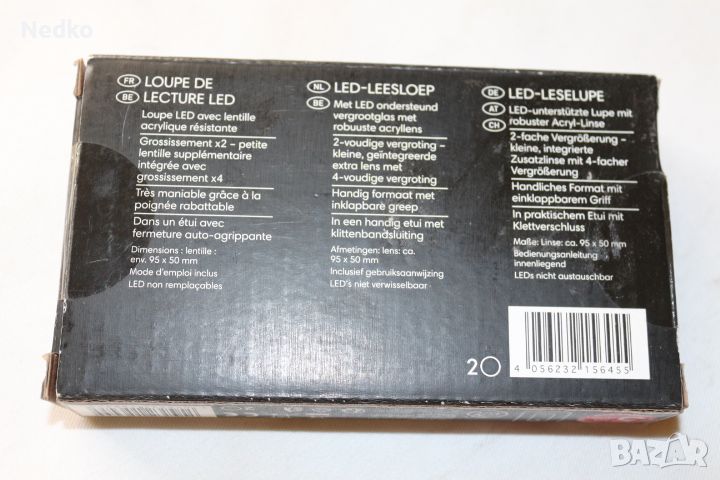 Nedko
FR LOUPE DE
BE LECTURE LED
Loupe LED avec lentille
acrylique résistante
Grossissement x2 – petite
lentille supplémentaire
intégrée avec
grossissement x4
Très maniable grâce à la
poignée rabattable
Dans un étui avec
fermeture auto-agrippante
Dimensions : lentille :
env. 95 x 50 mm
Mode d'emploi inclus
LED non remplaçables
NL LED-LEESLOEP
BE Met LED ondersteund
vergrootglas met
robuuste acryllens
2-voudige vergroting –
kleine, geïntegreerde
extra lens met
4-voudige vergroting
Handig formaat met
inklapbare greep
In een handig etui met
klittenbandsluiting
Afmetingen: lens: ca.
95 x 50 mm
Inclusief gebruiksaanwijzing
LED's niet verwisselbaar
DE LED-LESELUPE
AT LED-unterstützte Lupe mit
CH robuster Acryl-Linse
2-fache Vergrößerung –
kleine, integrierte
Zusatzlinse mit 4-facher
Vergrößerung
Handliches Format mit
einklappbarem Griff
In praktischem Etui mit
Klettverschluss
Maße: Linse: ca. 95 x 50 mm
Bedienungsanleitung
innenliegend
LEDs nicht austauschbar
2
4 056232 156455
BAZAR